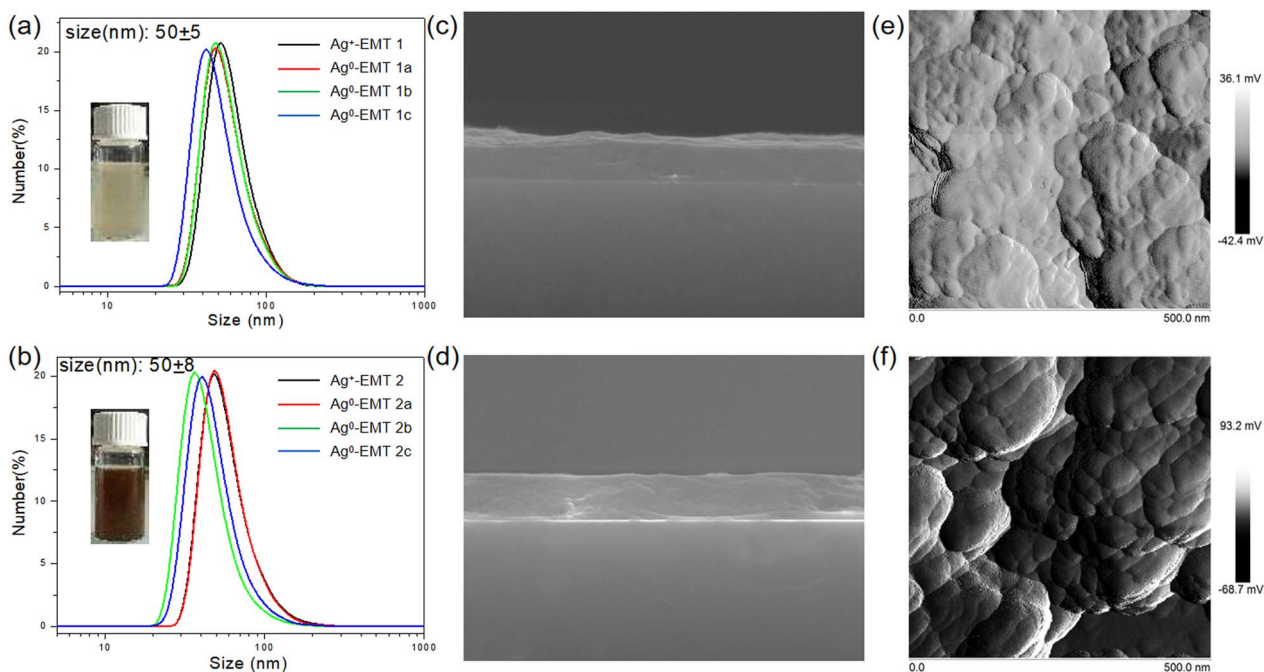 (a)
size(nm): 50±5
Ag⁺-EMT 1
Ag⁰-EMT 1a
Ag⁰-EMT 1b
Ag⁰-EMT 1c
20
15
10
5
0
Number(%)
10 100 1000
Size (nm)
(b)
size(nm): 50±8
Ag⁺-EMT 2
Ag⁰-EMT 2a
Ag⁰-EMT 2b
Ag⁰-EMT 2c
20
15
10
5
0
Number(%)
10 100 1000
Size (nm)
(c)
(d)
(e)
36.1 mV
-42.4 mV
0.0 500.0 nm
(f)
93.2 mV
-68.7 mV
0.0 500.0 nm